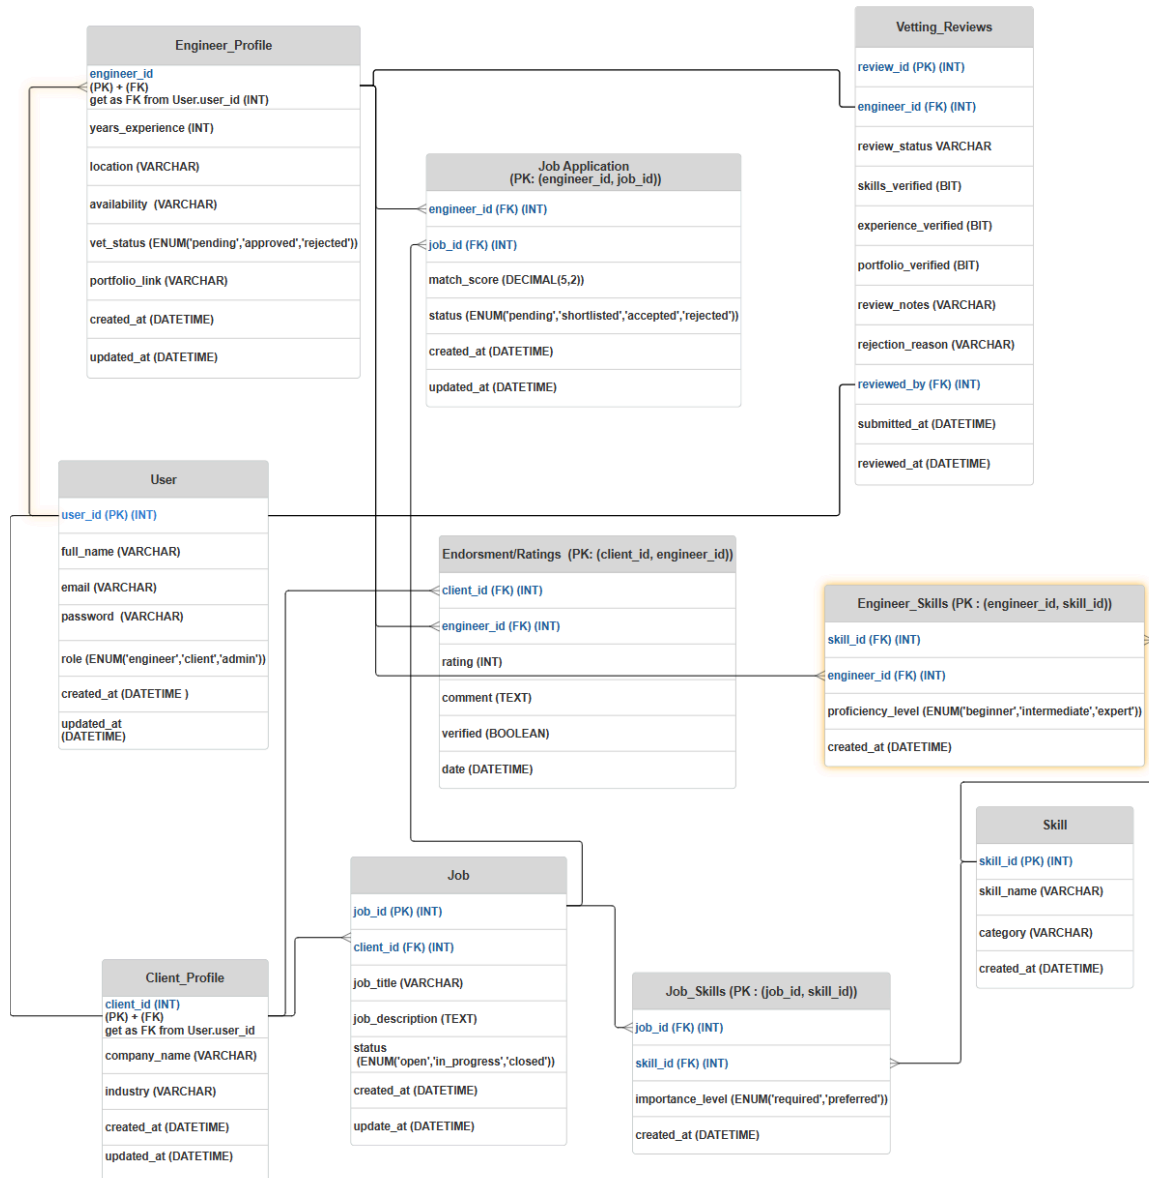 Engineer_Profile
engineer_id
(PK) + (FK)
get as FK from User.user_id (INT)
years_experience (INT)
location (VARCHAR)
availability  (VARCHAR)
vet_status (ENUM('pending','approved','rejected'))
portfolio_link (VARCHAR)
created_at (DATETIME)
updated_at (DATETIME)
Vetting_Reviews
review_id (PK) (INT)
engineer_id (FK) (INT)
review_status VARCHAR
skills_verified (BIT)
experience_verified (BIT)
portfolio_verified (BIT)
review_notes (VARCHAR)
rejection_reason (VARCHAR)
reviewed_by (FK) (INT)
submitted_at (DATETIME)
reviewed_at (DATETIME)
Job Application
(PK: (engineer_id, job_id))
engineer_id (FK) (INT)
job_id (FK) (INT)
match_score (DECIMAL(5,2))
status (ENUM('pending','shortlisted','accepted','rejected'))
created_at (DATETIME)
updated_at (DATETIME)
User
user_id (PK) (INT)
full_name (VARCHAR)
email (VARCHAR)
password  (VARCHAR)
role (ENUM('engineer','client','admin'))
created_at (DATETIME )
updated_at
(DATETIME)
Endorsment/Ratings  (PK: (client_id, engineer_id))
client_id (FK) (INT)
engineer_id (FK) (INT)
rating (INT)
comment (TEXT)
verified (BOOLEAN)
date (DATETIME)
Engineer_Skills (PK : (engineer_id, skill_id))
skill_id (FK) (INT)
engineer_id (FK) (INT)
proficiency_level (ENUM('beginner','intermediate','expert'))
created_at (DATETIME)
Skill
skill_id (PK) (INT)
skill_name (VARCHAR)
category (VARCHAR)
created_at (DATETIME)
Job
job_id (PK) (INT)
client_id (FK) (INT)
job_title (VARCHAR)
job_description (TEXT)
status
(ENUM('open','in_progress','closed'))
created_at (DATETIME)
update_at (DATETIME)
Client_Profile
client_id (INT)
(PK) + (FK)
get as FK from User.user_id
company_name (VARCHAR)
industry (VARCHAR)
created_at (DATETIME)
updated_at (DATETIME)
Job_Skills (PK : (job_id, skill_id))
job_id (FK) (INT)
skill_id (FK) (INT)
importance_level (ENUM('required','preferred'))
created_at (DATETIME)